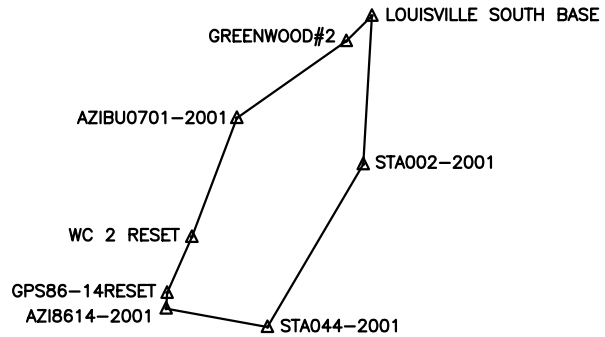 LOUISVILLE SOUTH BASE
GREENWOOD#2
AZIBU0701-2001
STA002-2001
WC 2 RESET
GPS86-14RESET
AZI8614-2001
STA044-2001